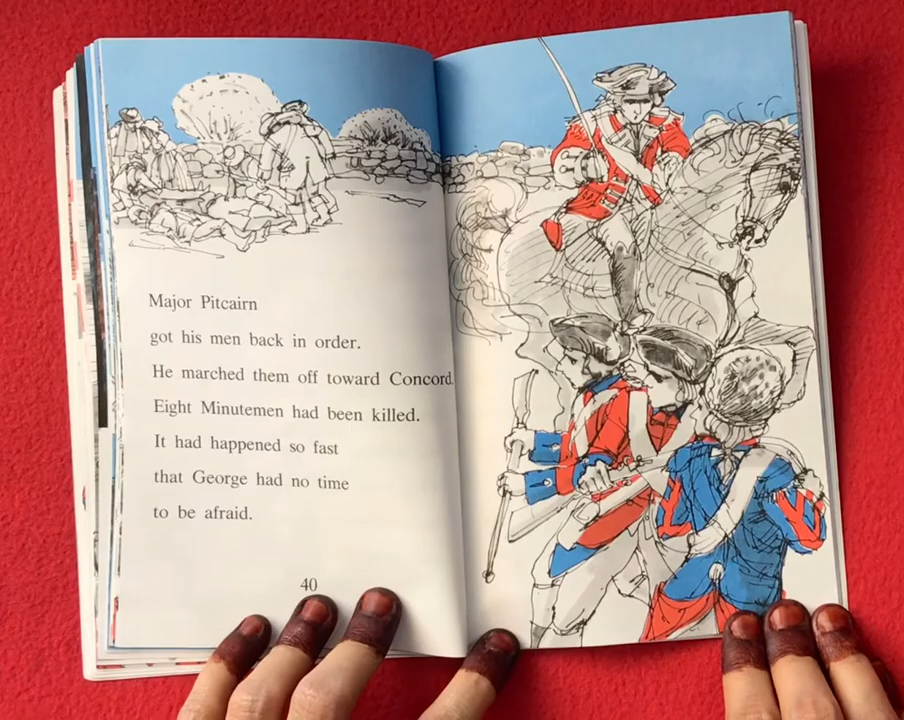 Major Pitcairn
got his men back in order.
He marched them off toward Concord.
Eight Minutemen had been killed.
It had happened so fast
that George had no time
to be afraid.
40